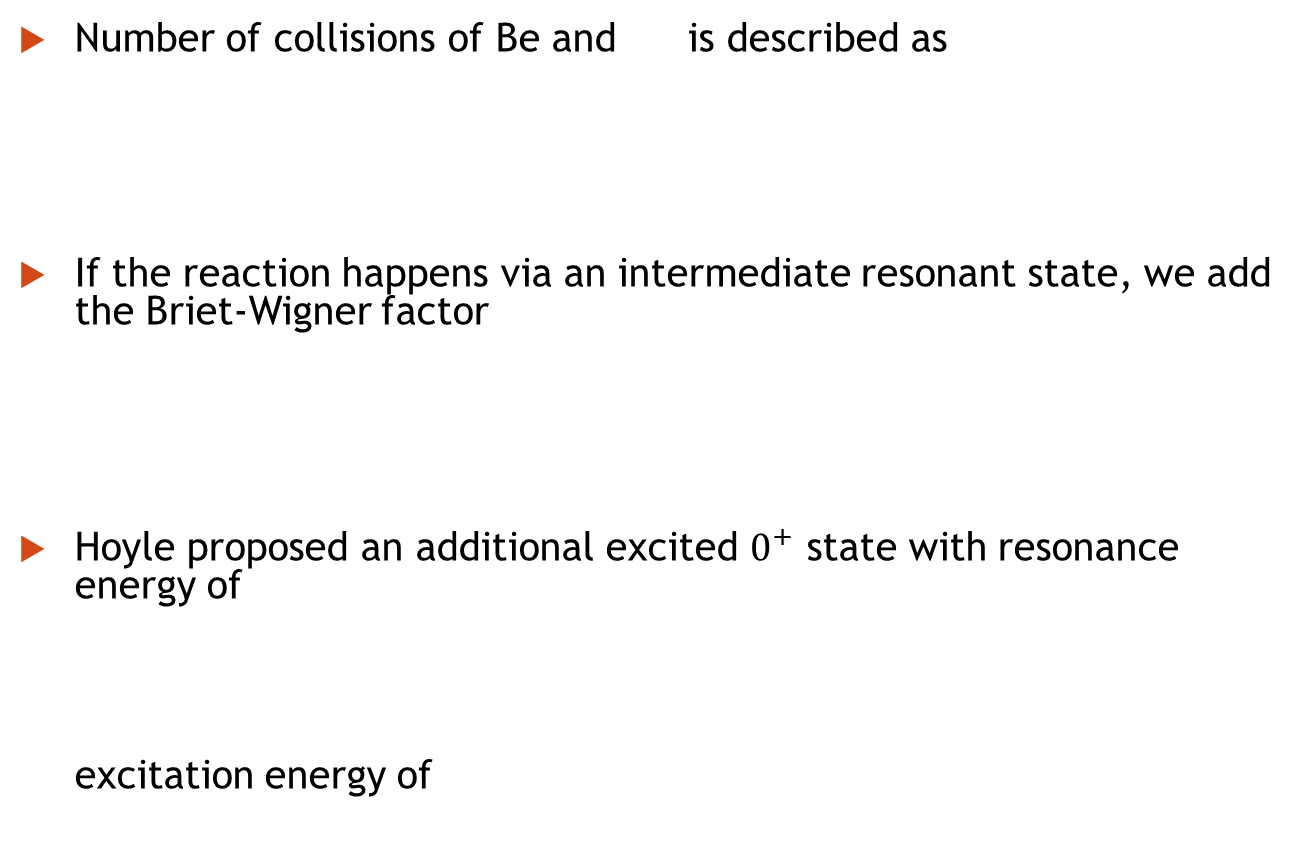 ▶ Number of collisions of Be and is described as
▶ If the reaction happens via an intermediate resonant state, we add
the Briet-Wigner factor
▶ Hoyle proposed an additional excited 0⁺ state with resonance
energy of
excitation energy of